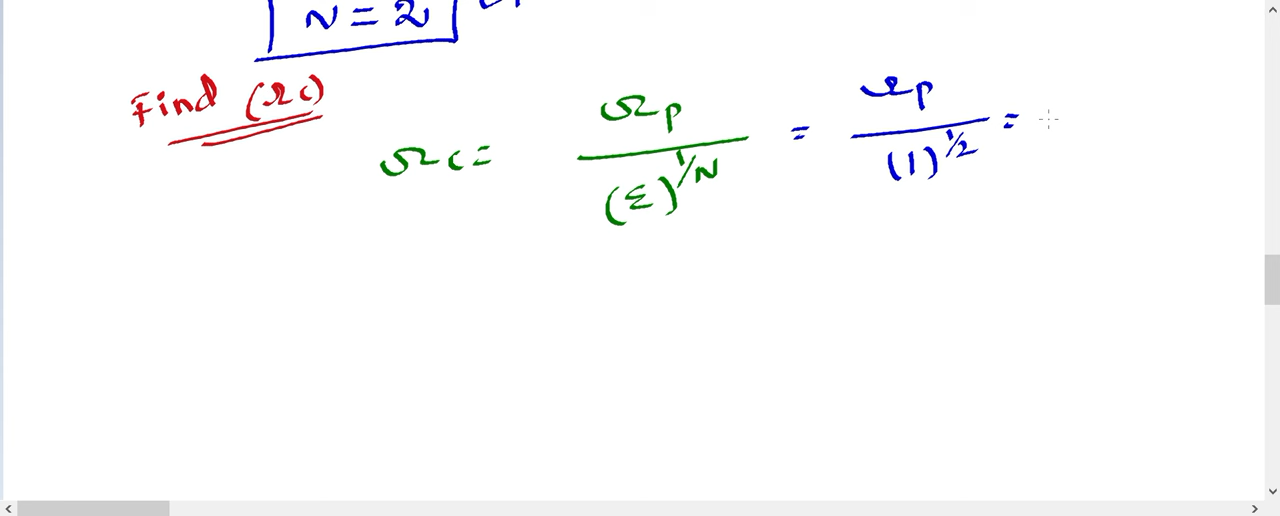 N = 2
Find (Ωc)
Ωc = Ωp / (ε)^1/N = Ωp / (1)^1/2 =